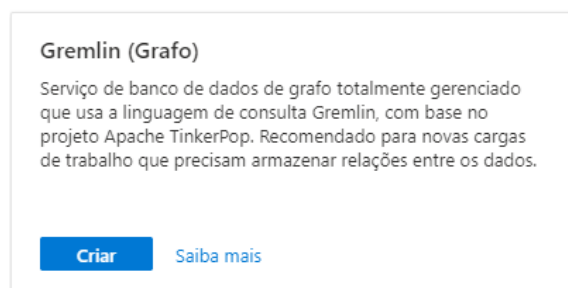 Gremlin (Grafo)
Serviço de banco de dados de grafo totalmente gerenciado
que usa a linguagem de consulta Gremlin, com base no
projeto Apache TinkerPop. Recomendado para novas cargas
de trabalho que precisam armazenar relações entre os dados.
Criar
Saiba mais